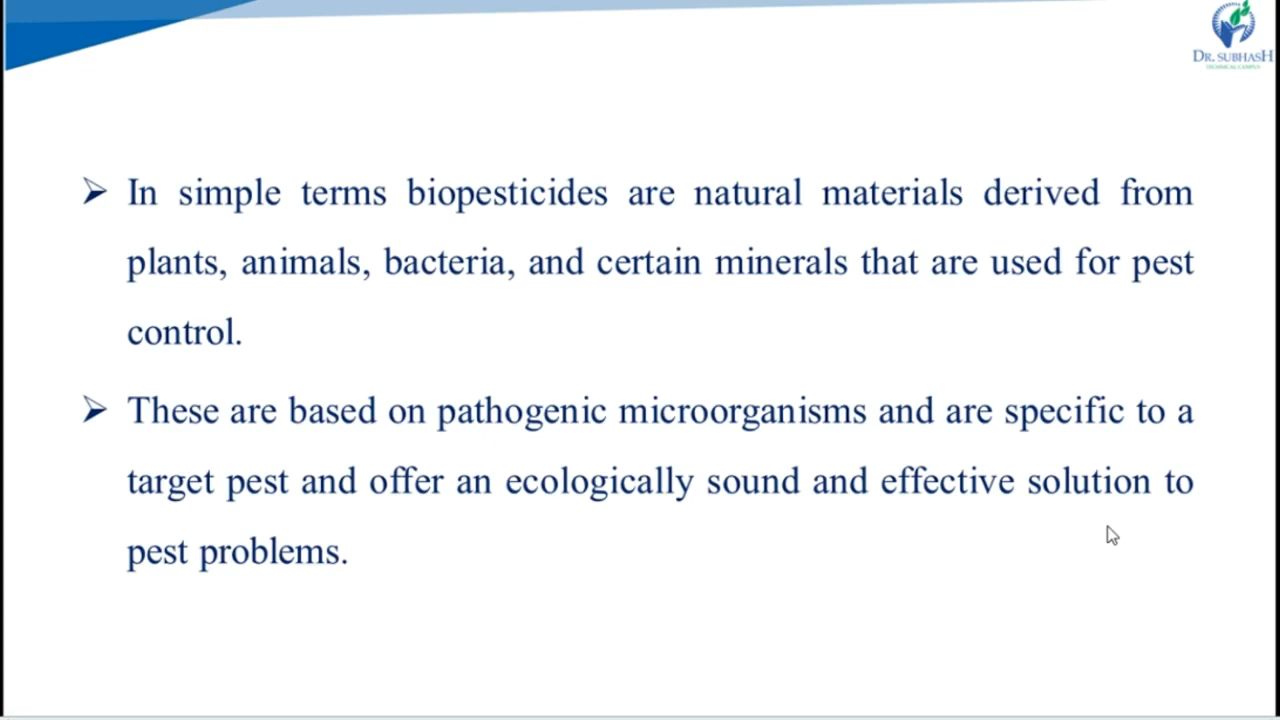 DR. SUBHASH
TECHNICAL CAMPUS
In simple terms biopesticides are natural materials derived from
plants, animals, bacteria, and certain minerals that are used for pest
control.
These are based on pathogenic microorganisms and are specific to a
target pest and offer an ecologically sound and effective solution to
pest problems.